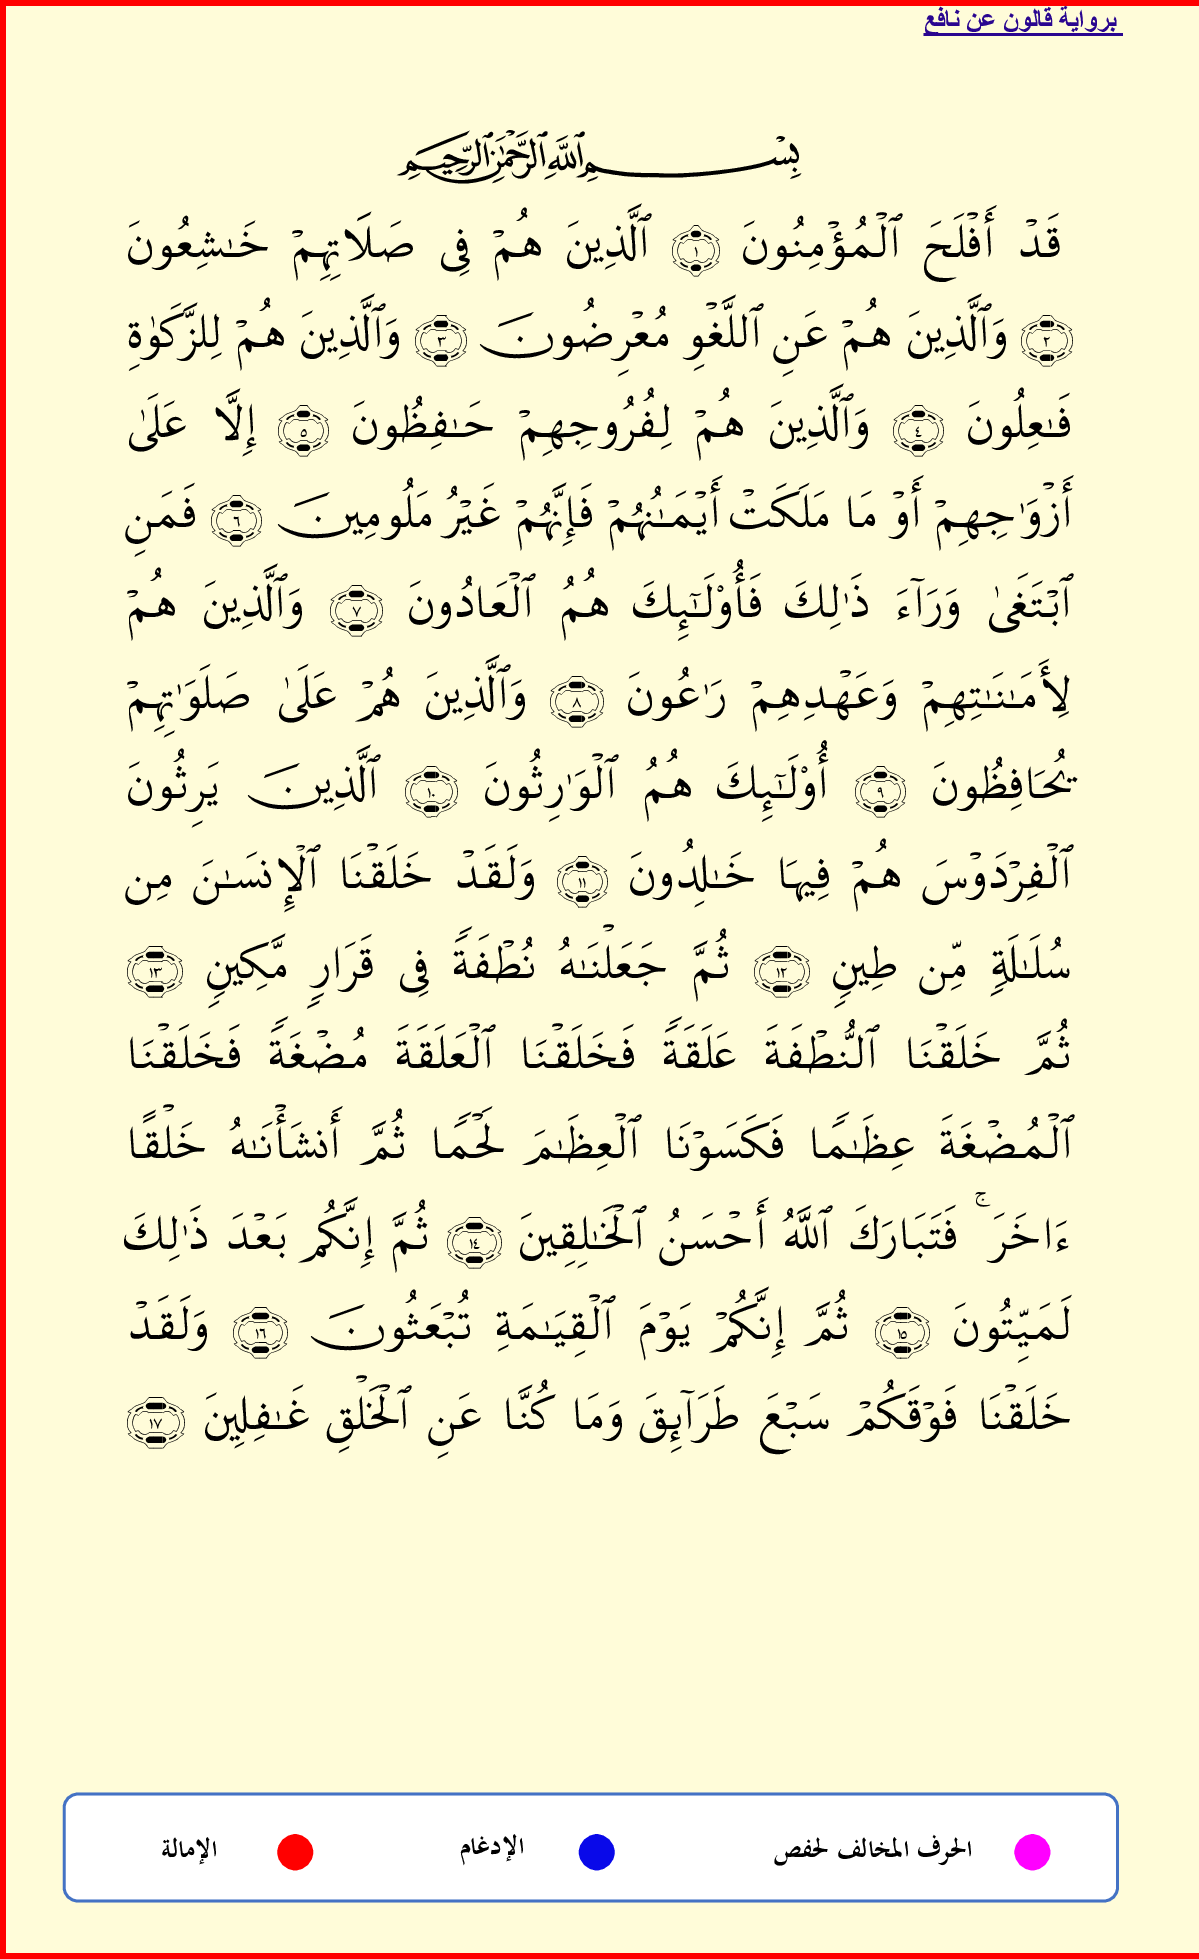 برواية قالون عن نافع
بِسْمِ اللَّهِ الرَّحْمَٰنِ الرَّحِيمِ
قَدْ أَفْلَحَ ٱلْمُؤْمِنُونَ ١ ٱلَّذِينَ هُمْ فِى صَلَاتِهِمْ خَـٰشِعُونَ
٢ وَٱلَّذِينَ هُمْ عَنِ ٱللَّغْوِ مُعْرِضُونَ ٣ وَٱلَّذِينَ هُمْ لِلزَّكَوٰةِ
فَـٰعِلُونَ ٤ وَٱلَّذِينَ هُمْ لِفُرُوجِهِمْ حَـٰفِظُونَ ٥ إِلَّا عَلَىٰ
أَزْوَٰجِهِمْ أَوْ مَا مَلَكَتْ أَيْمَـٰنُهُمْ فَإِنَّهُمْ غَيْرُ مَلُومِينَ ٦ فَمَنِ
ٱبْتَغَىٰ وَرَآءَ ذَٰلِكَ فَأُوْلَـٰٓئِكَ هُمُ ٱلْعَادُونَ ٧ وَٱلَّذِينَ هُمْ
لِأَمَـٰنَـٰتِهِمْ وَعَهْدِهِمْ رَٰعُونَ ٨ وَٱلَّذِينَ هُمْ عَلَىٰ صَلَوَٰتِهِمْ
يُحَافِظُونَ ٩ أُوْلَـٰٓئِكَ هُمُ ٱلْوَٰرِثُونَ ١٠ ٱلَّذِينَ يَرِثُونَ
ٱلْفِرْدَوْسَ هُمْ فِيهَا خَـٰلِدُونَ ١١ وَلَقَدْ خَلَقْنَا ٱلْإِنسَـٰنَ مِن
سُلَـٰلَةٍ مِّن طِينٍ ١٢ ثُمَّ جَعَلْنَـٰهُ نُطْفَةً فِى قَرَارٍ مَّكِينٍ ١٣
ثُمَّ خَلَقْنَا ٱلنُّطْفَةَ عَلَقَةً فَخَلَقْنَا ٱلْعَلَقَةَ مُضْغَةً فَخَلَقْنَا
ٱلْمُضْغَةَ عِظَـٰمًا فَكَسَوْنَا ٱلْعِظَـٰمَ لَحْمًا ثُمَّ أَنشَأْنَـٰهُ خَلْقًا
ءَاخَرَ ۚ فَتَبَارَكَ ٱللَّهُ أَحْسَنُ ٱلْخَـٰلِقِينَ ١٤ ثُمَّ إِنَّكُم بَعْدَ ذَٰلِكَ
لَمَيِّتُونَ ١٥ ثُمَّ إِنَّكُمْ يَوْمَ ٱلْقِيَـٰمَةِ تُبْعَثُونَ ١٦ وَلَقَدْ
خَلَقْنَا فَوْقَكُمْ سَبْعَ طَرَآئِقَ وَمَا كُنَّا عَنِ ٱلْخَلْقِ غَـٰفِلِينَ ١٧
الحرف المخالف لحفص الإدغام الإمالة